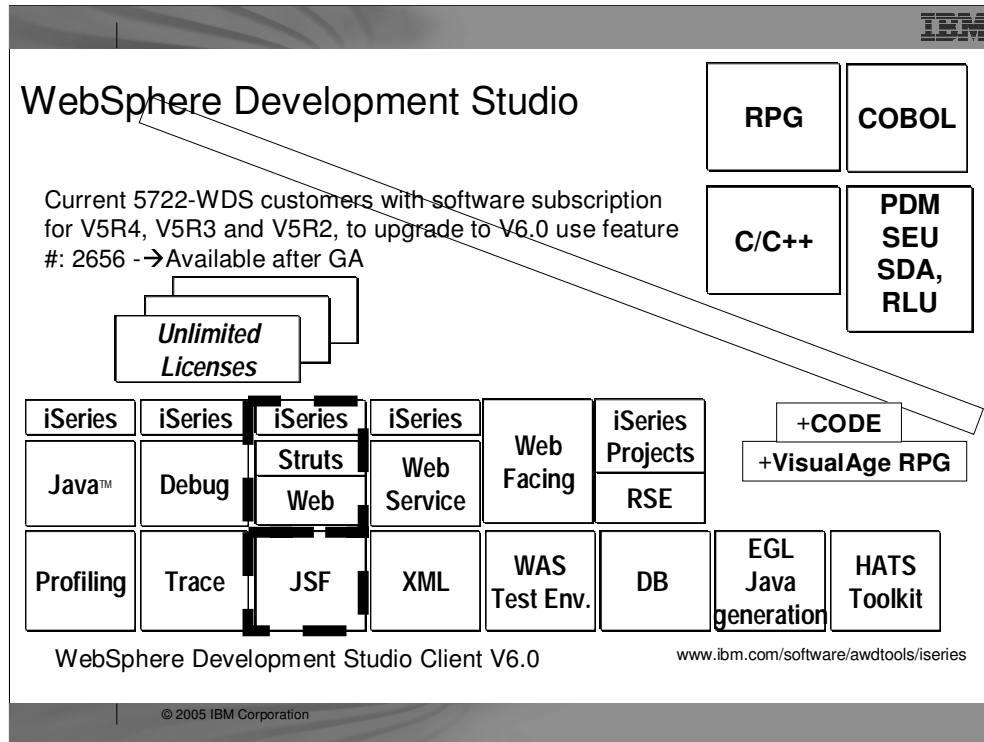 IBM
WebSphere Development Studio
RPG
COBOL
Current 5722-WDS customers with software subscription
for V5R4, V5R3 and V5R2, to upgrade to V6.0 use feature
#: 2656 -→Available after GA
C/C++
PDM
SEU
SDA,
RLU
Unlimited
Licenses
iSeries
Java™
iSeries
Debug
iSeries
Struts
Web
iSeries
Web
Service
Web
Facing
iSeries
Projects
RSE
+CODE
+VisualAge RPG
Profiling
Trace
JSF
XML
WAS
Test Env.
DB
EGL
Java
generation
HATS
Toolkit
WebSphere Development Studio Client V6.0
www.ibm.com/software/awdtools/iseries
© 2005 IBM Corporation